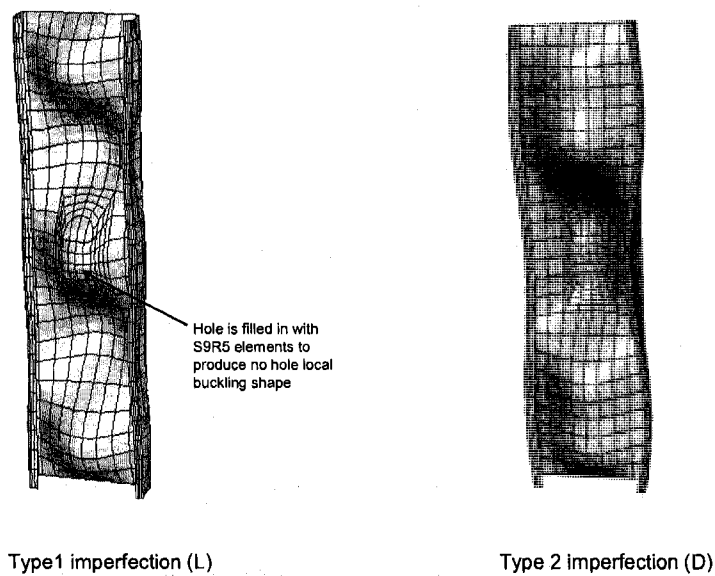 Hole is filled in with
S9R5 elements to
produce no hole local
buckling shape
Type1 imperfection (L)
Type 2 imperfection (D)